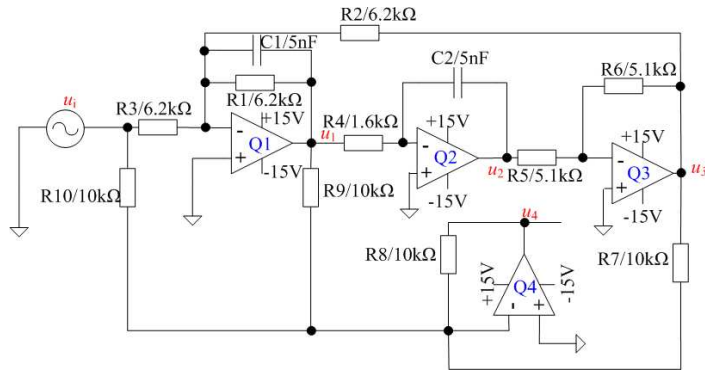 R2/6.2kΩ
C1/5nF
R6/5.1kΩ
C2/5nF
uᵢ
R3/6.2kΩ
R1/6.2kΩ
+15V
u₁
R4/1.6kΩ
+15V
+15V
-
Q1
+
-15V
-
Q2
+
-15V
u₂
R5/5.1kΩ
-
Q3
+
-15V
u₃
R10/10kΩ
R9/10kΩ
u₄
R8/10kΩ
R7/10kΩ
+15V
Q4
-15V
-
+